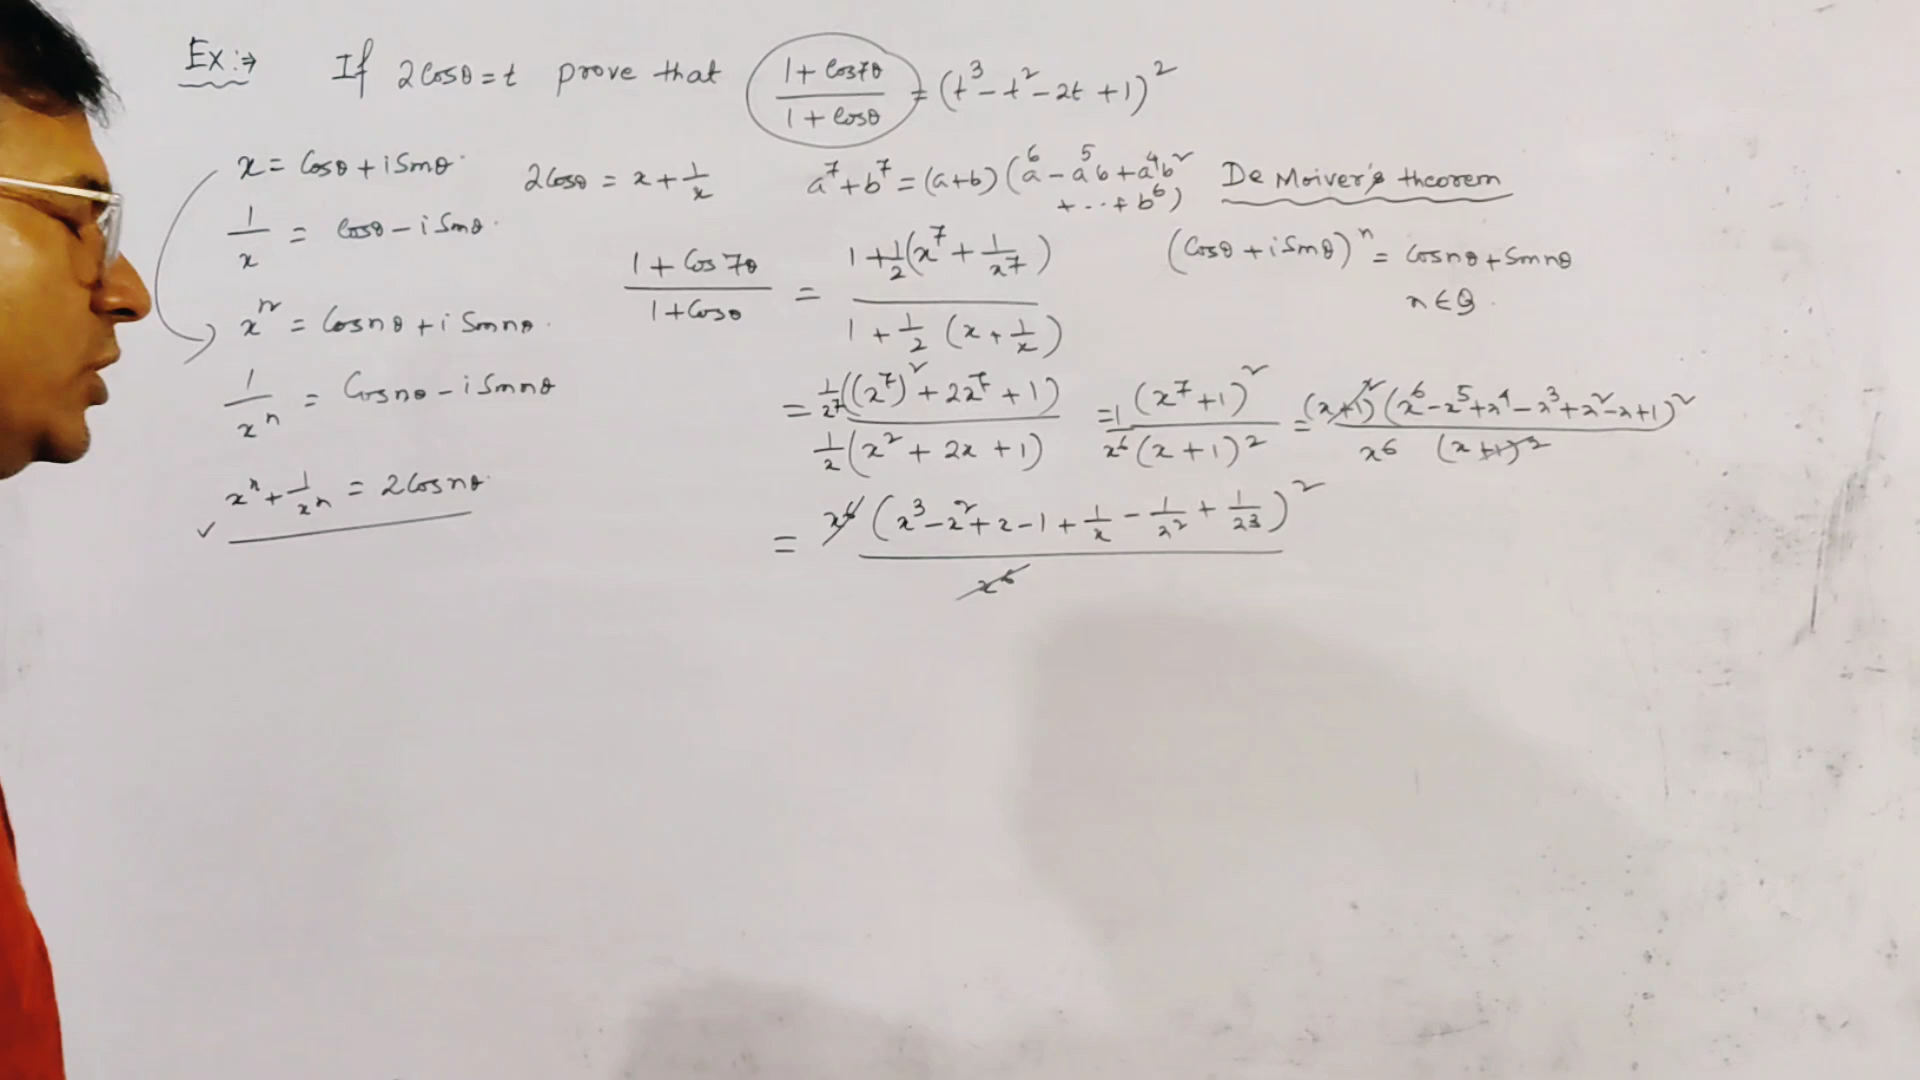 Ex:⇒ If 2Cosθ = t prove that (1 + Cos7θ)/(1 + Cosθ) = (t³ - t² - 2t + 1)²
x = Cosθ + i Sinθ.
1/x = Cosθ - i Sinθ.
xⁿ = Cosnθ + i Sinnθ.
1/xⁿ = Cosnθ - i Sinnθ
xⁿ + 1/xⁿ = 2Cosnθ.
✓
2Cosθ = x + 1/x
a⁷ + b⁷ = (a+b) (a⁶ - a⁵b + a⁴b²
+ ... + b⁶)
De Moiver's theorem
(Cosθ + i Sinθ)ⁿ = Cosnθ + Sinnθ
n ∈ Q.
(1 + Cos 7θ)/(1 + Cosθ) = (1 + 1/2(x⁷ + 1/x⁷))/(1 + 1/2 (x + 1/x))
= (1/x⁷((x⁷)² + 2x⁷ + 1))/(1/x(x² + 2x + 1)) = 1(x⁷ + 1)²/(x⁶(x + 1)²) = (x+1)² (x⁶ - x⁵ + x⁴ - x³ + x² - x + 1)²/(x⁶ (x+1)²)
= x⁶ (x³ - x² + x - 1 + 1/x - 1/x² + 1/x³)²/x⁶